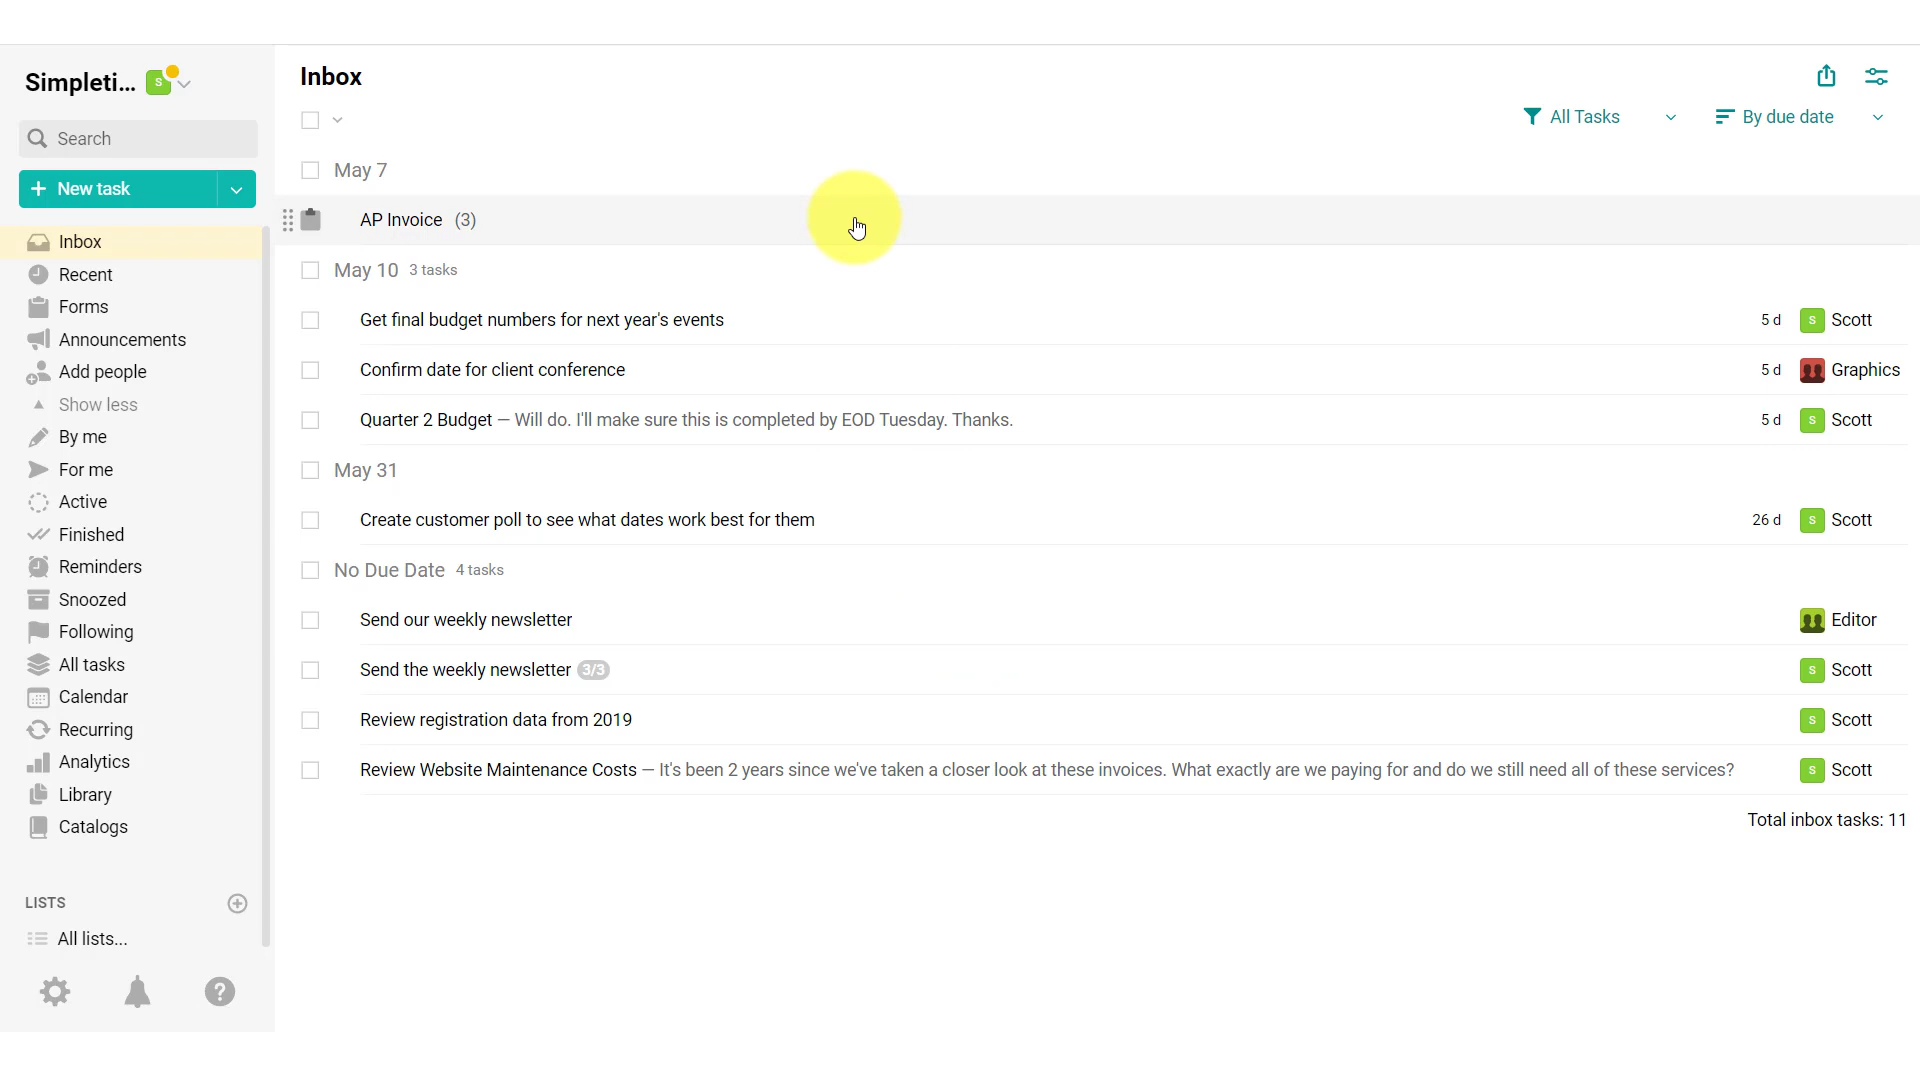 Simpleti... S
Search
New task
Inbox
Recent
Forms
Announcements
Add people
Show less
By me
For me
Active
Finished
Reminders
Snoozed
Following
All tasks
Calendar
Recurring
Analytics
Library
Catalogs
LISTS
All lists...
?
Inbox
All Tasks By due date
May 7
AP Invoice (3)
May 10 3 tasks
Get final budget numbers for next year's events 5 d S Scott
Confirm date for client conference 5 d Graphics
Quarter 2 Budget — Will do. I'll make sure this is completed by EOD Tuesday. Thanks. 5 d S Scott
May 31
Create customer poll to see what dates work best for them 26 d S Scott
No Due Date 4 tasks
Send our weekly newsletter Editor
Send the weekly newsletter 3/3 S Scott
Review registration data from 2019 S Scott
Review Website Maintenance Costs — It's been 2 years since we've taken a closer look at these invoices. What exactly are we paying for and do we still need all of these services? S Scott
Total inbox tasks: 11